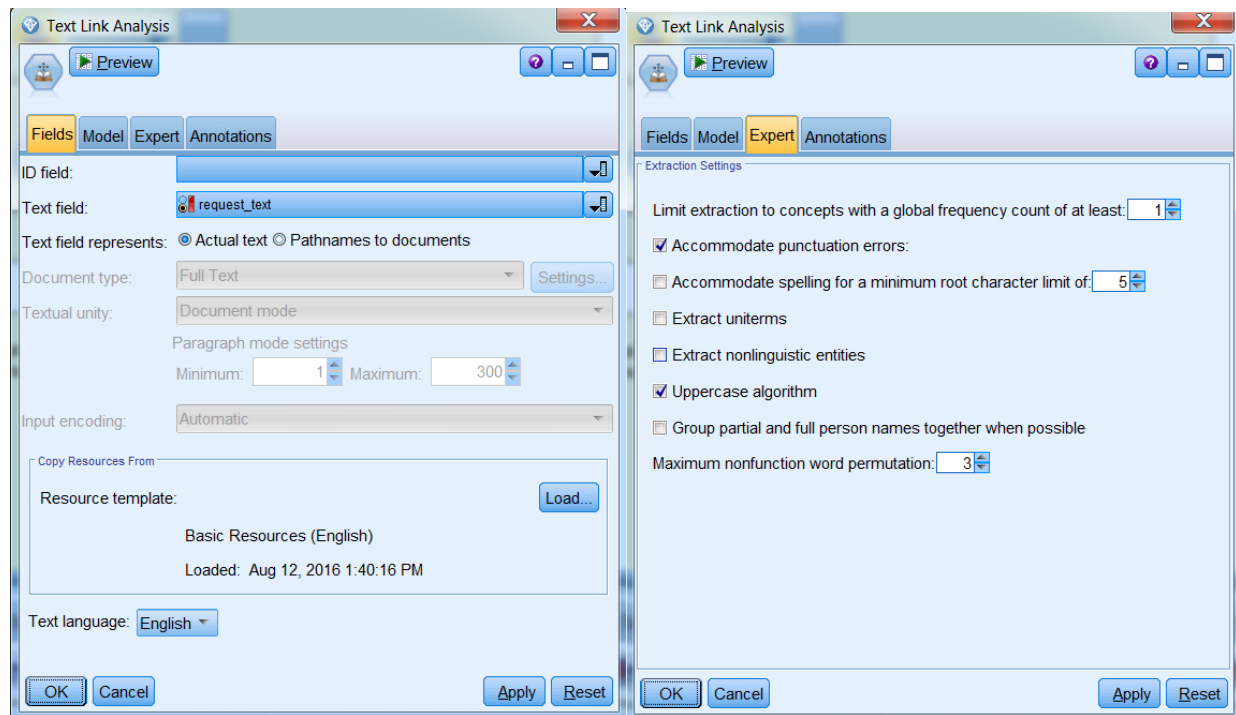 Text Link Analysis
Preview
Fields Model Expert Annotations
ID field:
Text field: request_text
Text field represents: Actual text Pathnames to documents
Document type: Full Text Settings...
Textual unity: Document mode
Paragraph mode settings
Minimum: 1 Maximum: 300
Input encoding: Automatic
Copy Resources From
Resource template: Load...
Basic Resources (English)
Loaded: Aug 12, 2016 1:40:16 PM
Text language: English
OK Cancel Apply Reset
Text Link Analysis
Preview
Fields Model Expert Annotations
Extraction Settings
Limit extraction to concepts with a global frequency count of at least: 1
Accommodate punctuation errors:
Accommodate spelling for a minimum root character limit of: 5
Extract uniterms
Extract nonlinguistic entities
Uppercase algorithm
Group partial and full person names together when possible
Maximum nonfunction word permutation: 3
OK Cancel Apply Reset